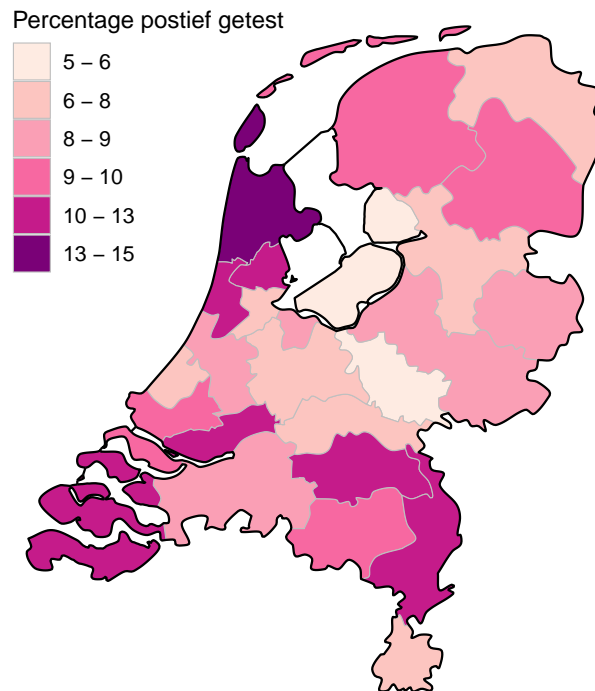 Percentage postief getest
5 – 6
6 – 8
8 – 9
9 – 10
10 – 13
13 – 15